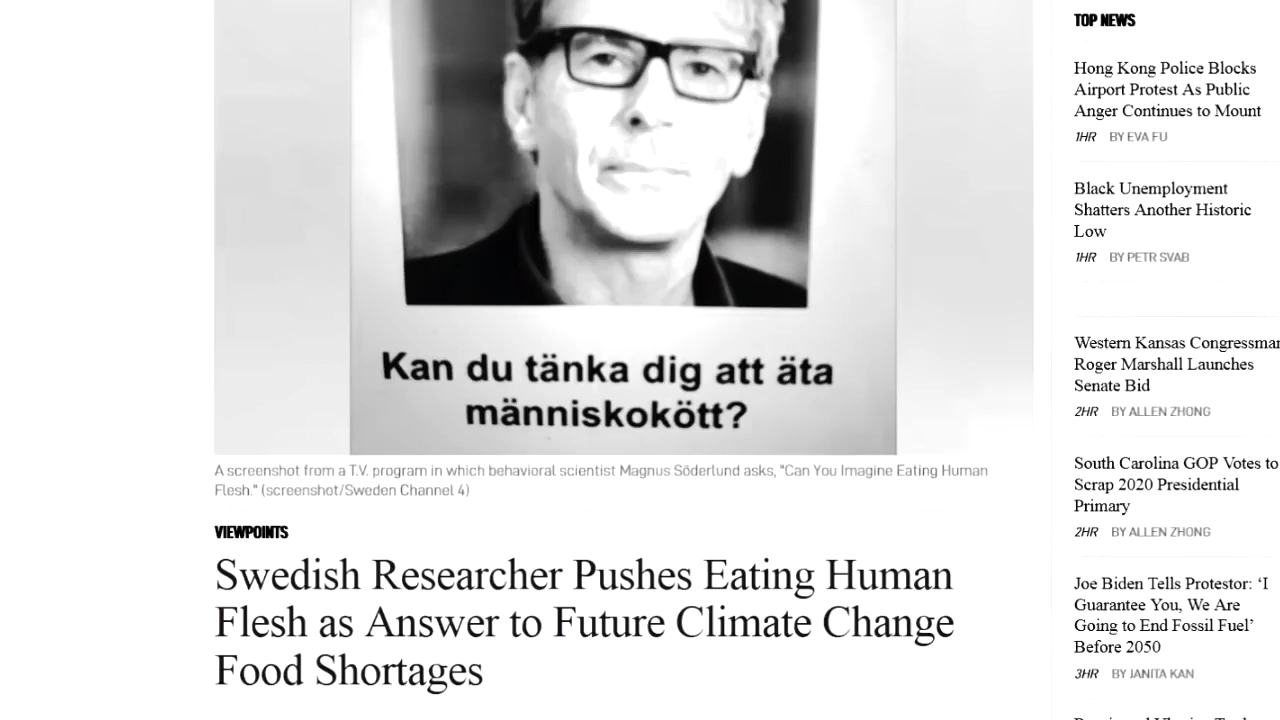 Kan du tänka dig att äta
människokött?
A screenshot from a T.V. program in which behavioral scientist Magnus Söderlund asks, "Can You Imagine Eating Human
Flesh." (screenshot/Sweden Channel 4)
VIEWPOINTS
Swedish Researcher Pushes Eating Human
Flesh as Answer to Future Climate Change
Food Shortages
TOP NEWS
Hong Kong Police Blocks
Airport Protest As Public
Anger Continues to Mount
1HR BY EVA FU
Black Unemployment
Shatters Another Historic
Low
1HR BY PETR SVAB
Western Kansas Congressman
Roger Marshall Launches
Senate Bid
2HR BY ALLEN ZHONG
South Carolina GOP Votes to
Scrap 2020 Presidential
Primary
2HR BY ALLEN ZHONG
Joe Biden Tells Protestor: ‘I
Guarantee You, We Are
Going to End Fossil Fuel’
Before 2050
3HR BY JANITA KAN